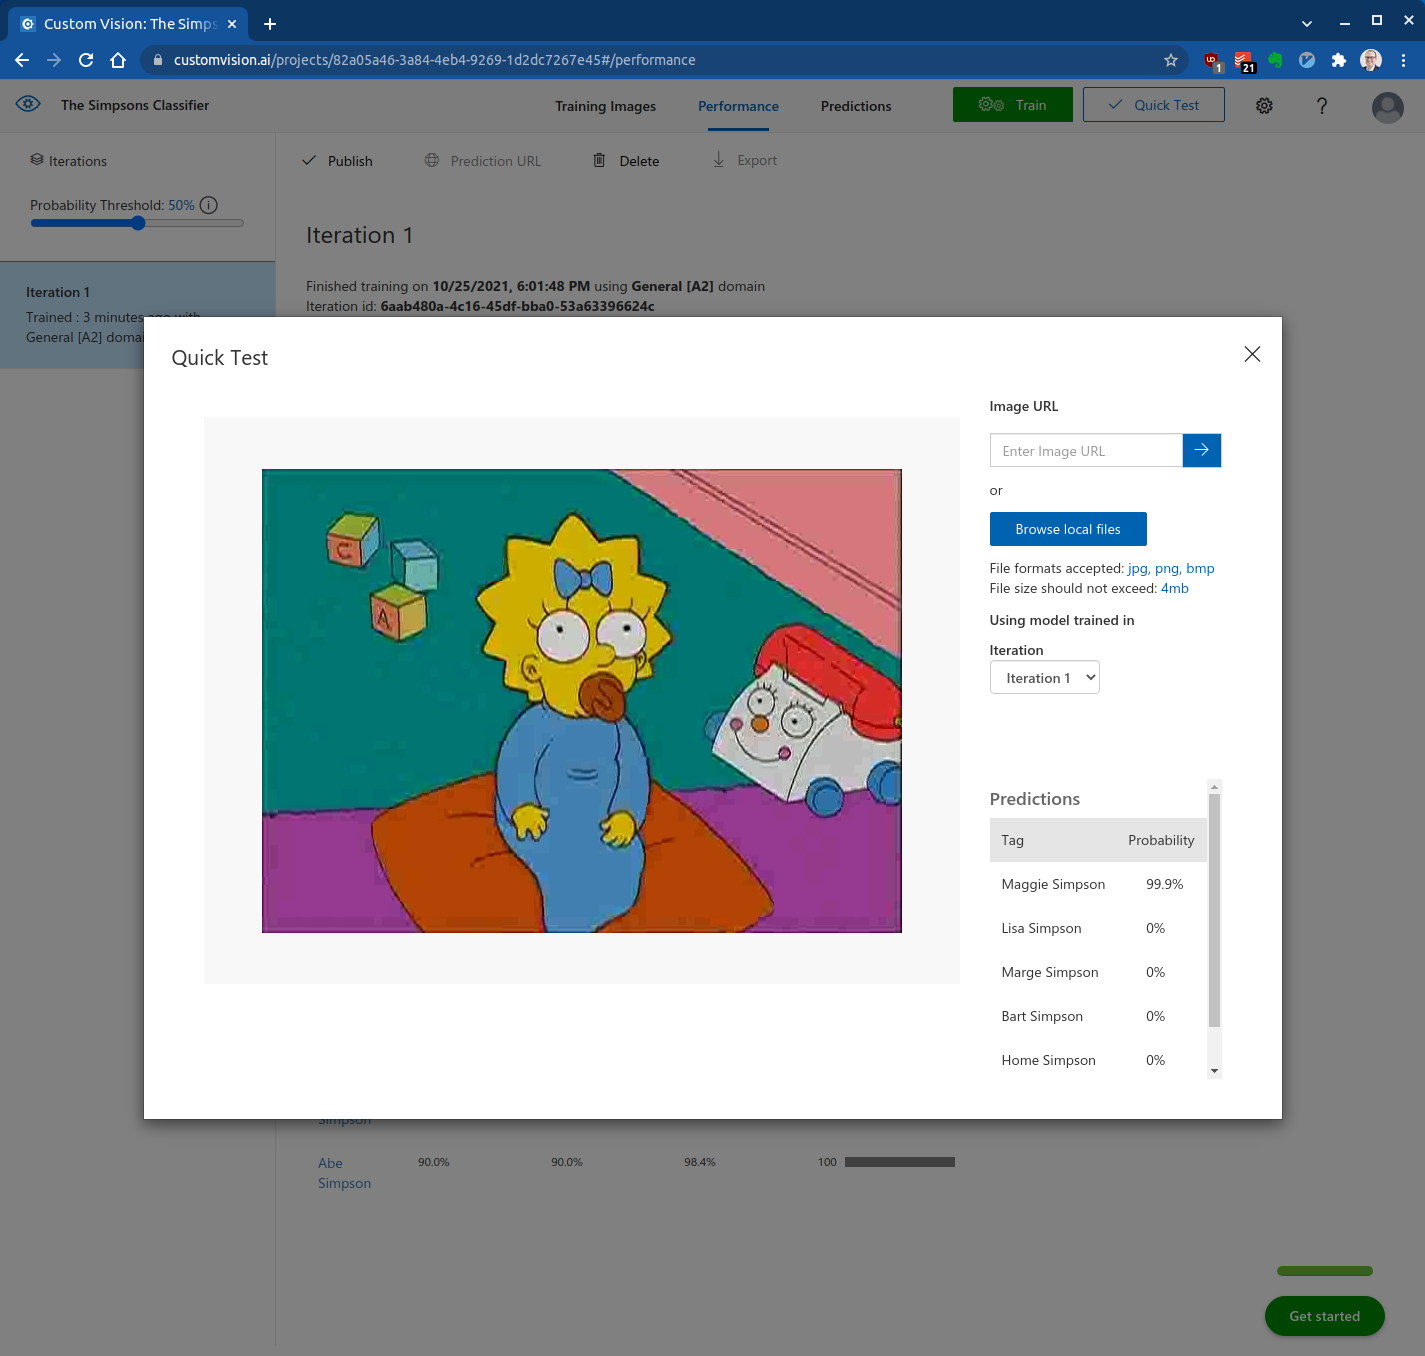 Custom Vision: The Simps
customvision.ai/projects/82a05a46-3a84-4eb4-9269-1d2dc7267e45#/performance
1
21
The Simpsons Classifier
Training Images
Performance
Predictions
Train
Quick Test
?
Iterations
Publish
Prediction URL
Delete
Export
Probability Threshold: 50%
Iteration 1
Finished training on 10/25/2021, 6:01:48 PM using General [A2] domain
Iteration id: 6aab480a-4c16-45df-bba0-53a63396624c
Iteration 1
Trained : 3 minutes ago with
General [A2] domai
Quick Test
C
A
Image URL
Enter Image URL
or
Browse local files
File formats accepted: jpg, png, bmp
File size should not exceed: 4mb
Using model trained in
Iteration
Iteration 1
Predictions
Tag Probability
Maggie Simpson 99.9%
Lisa Simpson 0%
Marge Simpson 0%
Bart Simpson 0%
Home Simpson 0%
Simpson
Abe
Simpson
90.0% 90.0% 98.4% 100
Get started